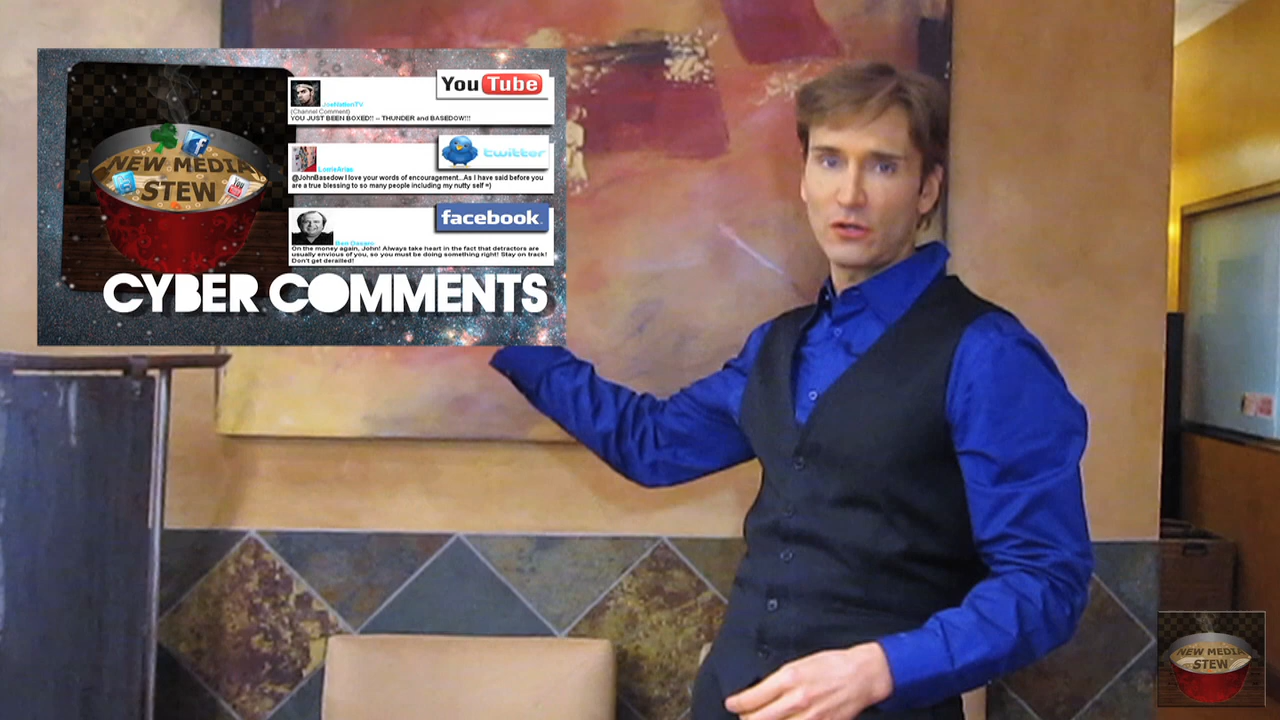 YouTube
JoeNationTV
(Channel Comment)
YOU JUST BEEN BOXED!! -- THUNDER and BASEDOW!!!
twitter
LorrieArias
@JohnBasedow I love your words of encouragement...As I have said before you
are a true blessing to so many people including my nutty self =)
facebook
On the money again, John! Always take heart in the fact that detractors are
usually envious of you, so you must be doing something right! Stay on track!
Don't get derailed!
NEW MEDIA
STEW
CYBER COMMENTS
NEW MEDIA
STEW